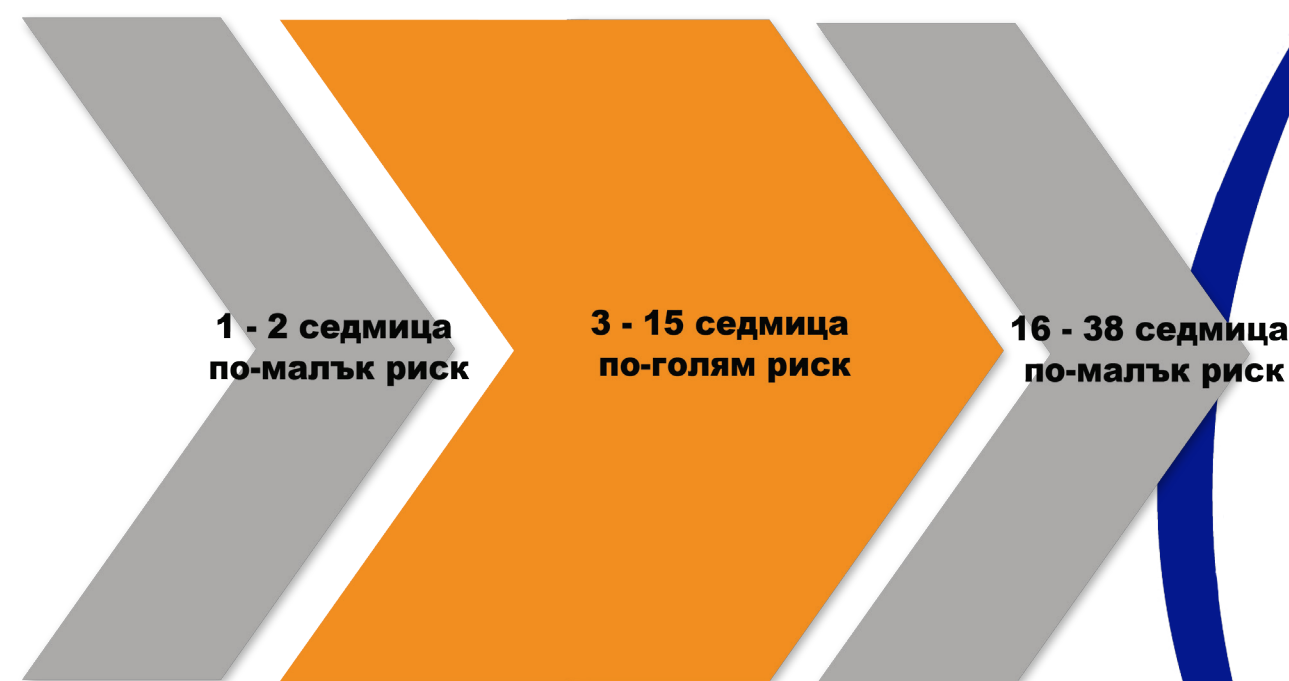 1 - 2 седмица
по-малък риск
3 - 15 седмица
по-голям риск
16 - 38 седмица
по-малък риск